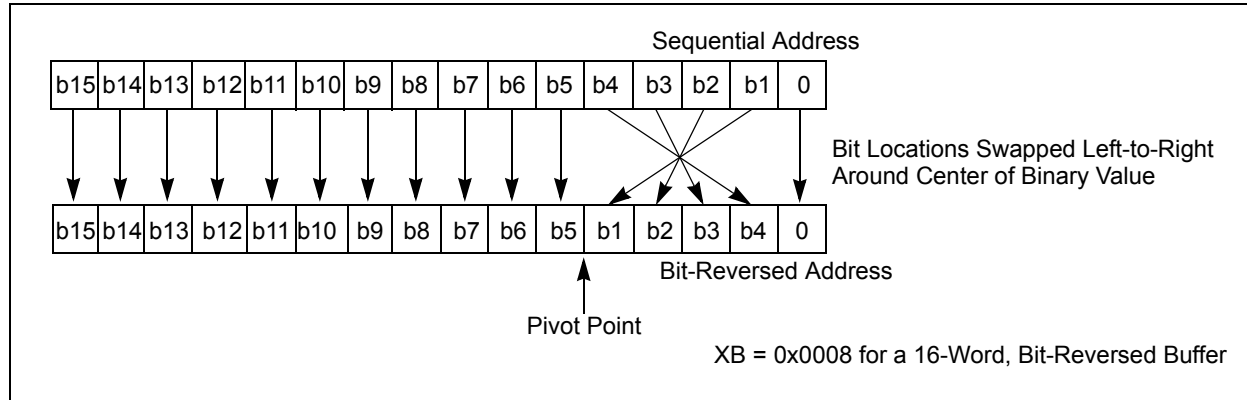 Sequential Address
b15 b14 b13 b12 b11 b10 b9 b8 b7 b6 b5 b4 b3 b2 b1 0
Bit Locations Swapped Left-to-Right
Around Center of Binary Value
b15 b14 b13 b12 b11 b10 b9 b8 b7 b6 b5 b1 b2 b3 b4 0
Bit-Reversed Address
Pivot Point
XB = 0x0008 for a 16-Word, Bit-Reversed Buffer